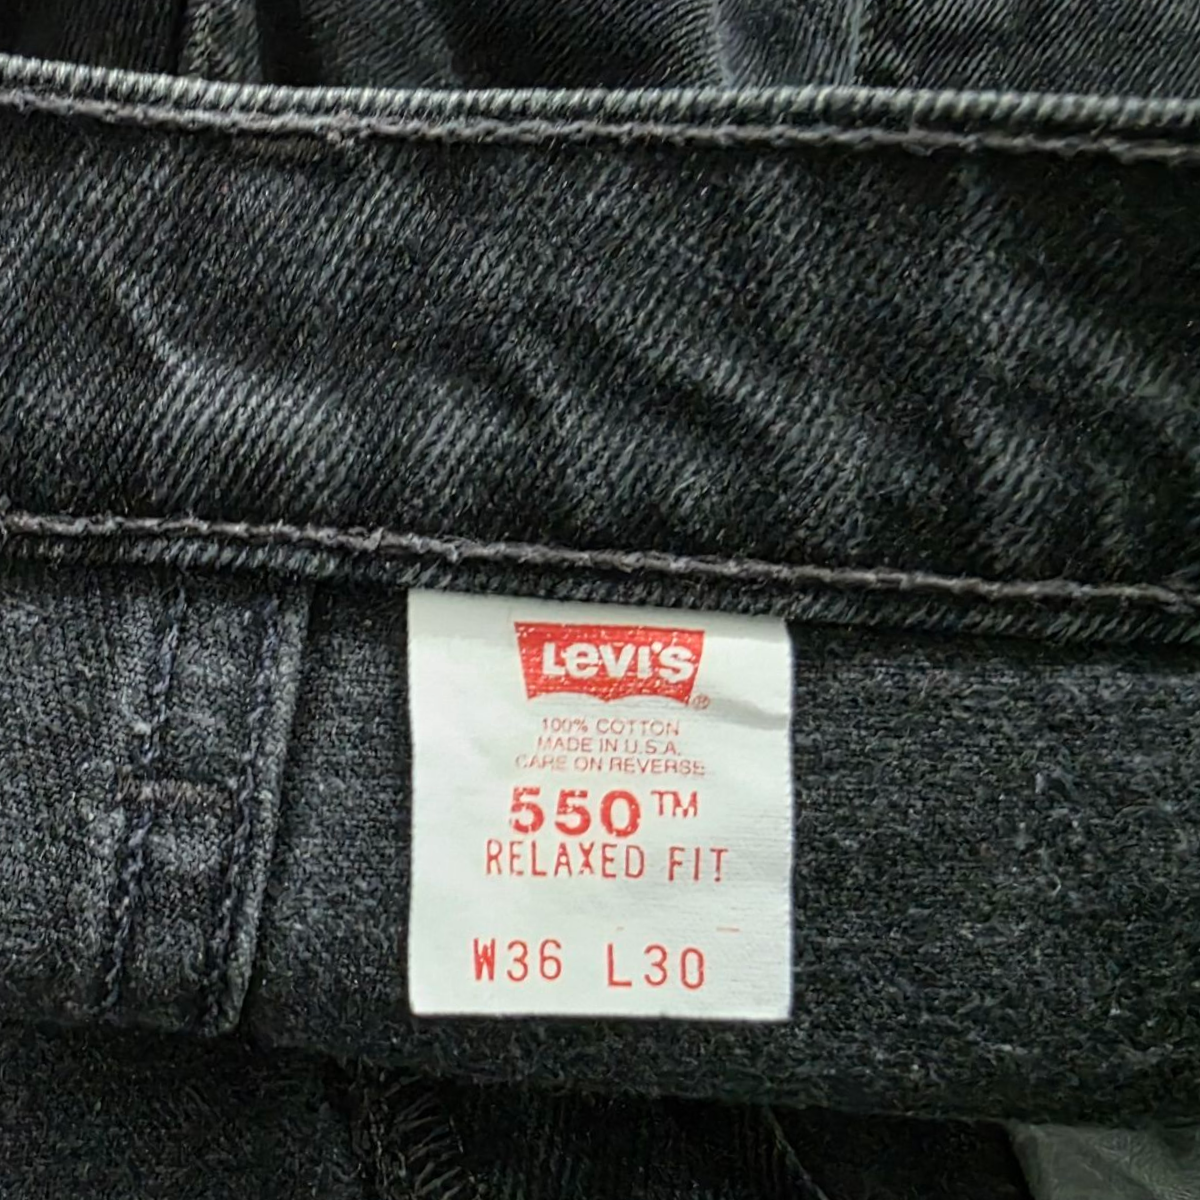 Levi's®
100% COTTON
MADE IN U.S.A.
CARE ON REVERSE
550™
RELAXED FIT
W36 L30